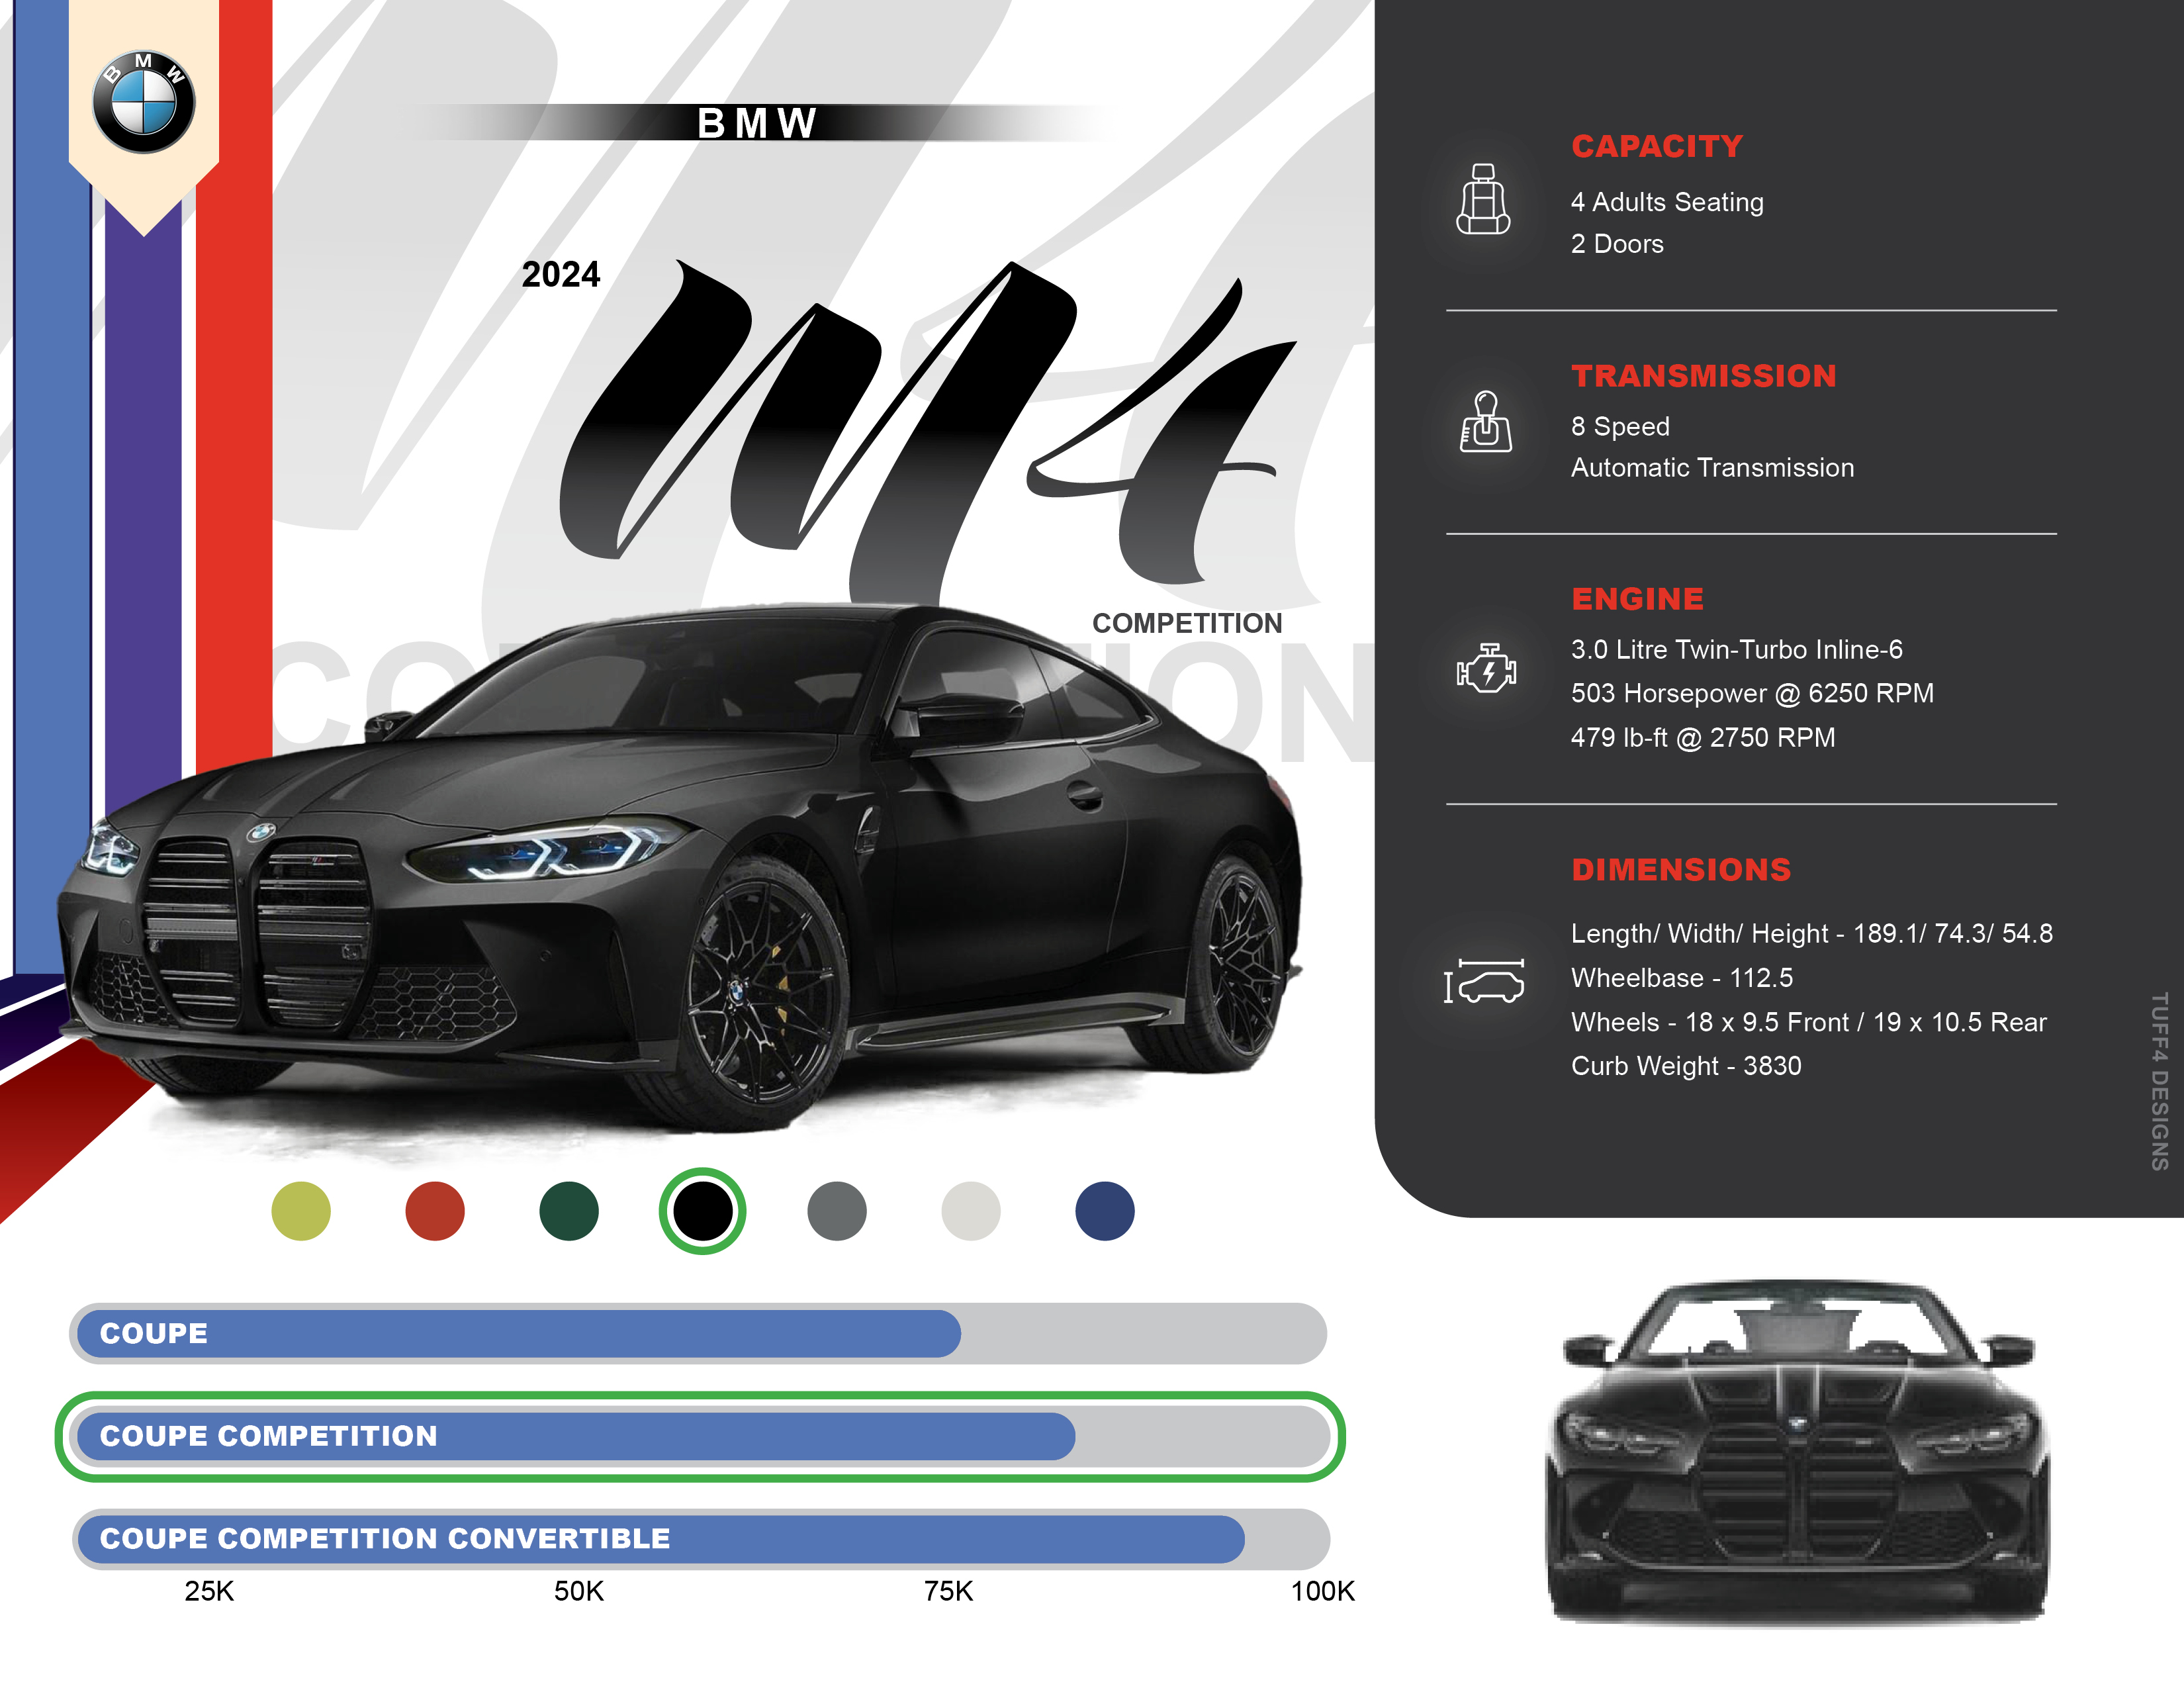 BMW
BMW
2024
M4
COMPETITION
COMPETITION
CAPACITY
4 Adults Seating
2 Doors
TRANSMISSION
8 Speed
Automatic Transmission
ENGINE
3.0 Litre Twin-Turbo Inline-6
503 Horsepower @ 6250 RPM
479 lb-ft @ 2750 RPM
DIMENSIONS
Length/ Width/ Height - 189.1/ 74.3/ 54.8
Wheelbase - 112.5
Wheels - 18 x 9.5 Front / 19 x 10.5 Rear
Curb Weight - 3830
TUFF4 DESIGNS
COUPE
COUPE COMPETITION
COUPE COMPETITION CONVERTIBLE
25K 50K 75K 100K